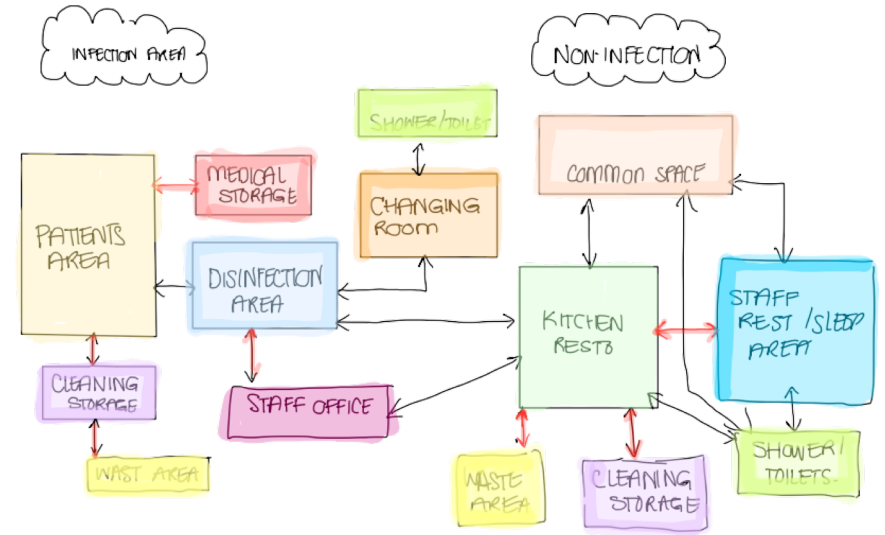 INFECTION AREA
NON-INFECTION
SHOWER/TOILET
COMMON SPACE
MEDICAL
STORAGE
CHANGING
ROOM
PATIENTS
AREA
DISINFECTION
AREA
KITCHEN
RESTO
STAFF
REST/SLEEP
AREA
CLEANING
STORAGE
STAFF OFFICE
WAST AREA
WASTE
AREA
CLEANING
STORAGE
SHOWER/
TOILETS.